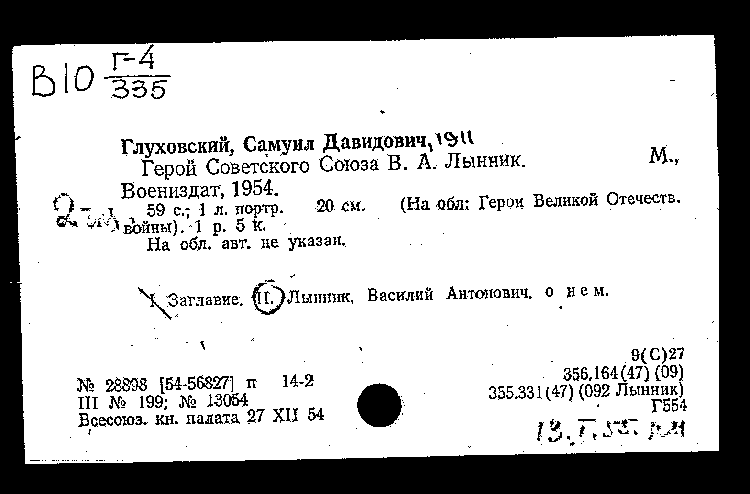 В10 Г-4
335
Глуховский, Самуил Давидович, 1911
Герой Советского Союза В. А. Лынник. М.,
Воениздат, 1954.
59 с.; 1 л. портр. 20 см. (На обл: Герои Великой Отечеств.
войны). 1 р. 5 к.
На обл. авт. не указан.
I. Заглавие. II. Лынник, Василий Антонович. о нем.
9(С)27
№ 28898 [54-56827] п 14-2
356.164(47) (09)
III № 199; № 13054
355.331(47) (092 Лынник)
Всесоюз. кн. палата 27 XII 54
Г554
13.I.55.